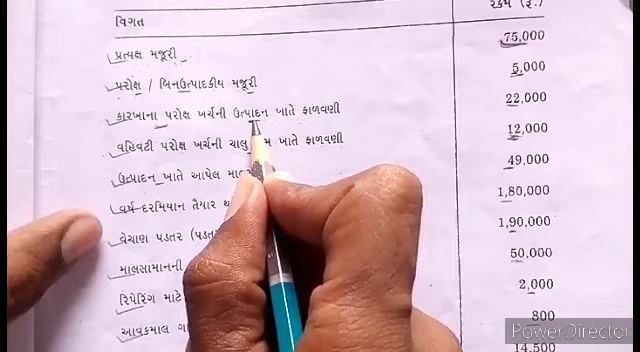 વિગત રકમ (રૂ.)
પ્રત્યક્ષ મજૂરી 75,000
પરોક્ષ / બિનઉત્પાદકીય મજૂરી 5,000
કારખાના પરોક્ષ ખર્ચની ઉત્પાદન ખાતે ફાળવણી 22,000
વહિવટી પરોક્ષ ખર્ચની ચાલુ ખાતે ફાળવણી 12,000
ઉત્પાદન ખાતે આપેલ 49,000
વર્ષ દરમિયાન તૈયાર 1,80,000
વેચાણ પડતર 1,90,000
માલસામાનની 50,000
રિપેરિંગ માટે 2,000
આવકમાલ 800
14,500
PowerDirector